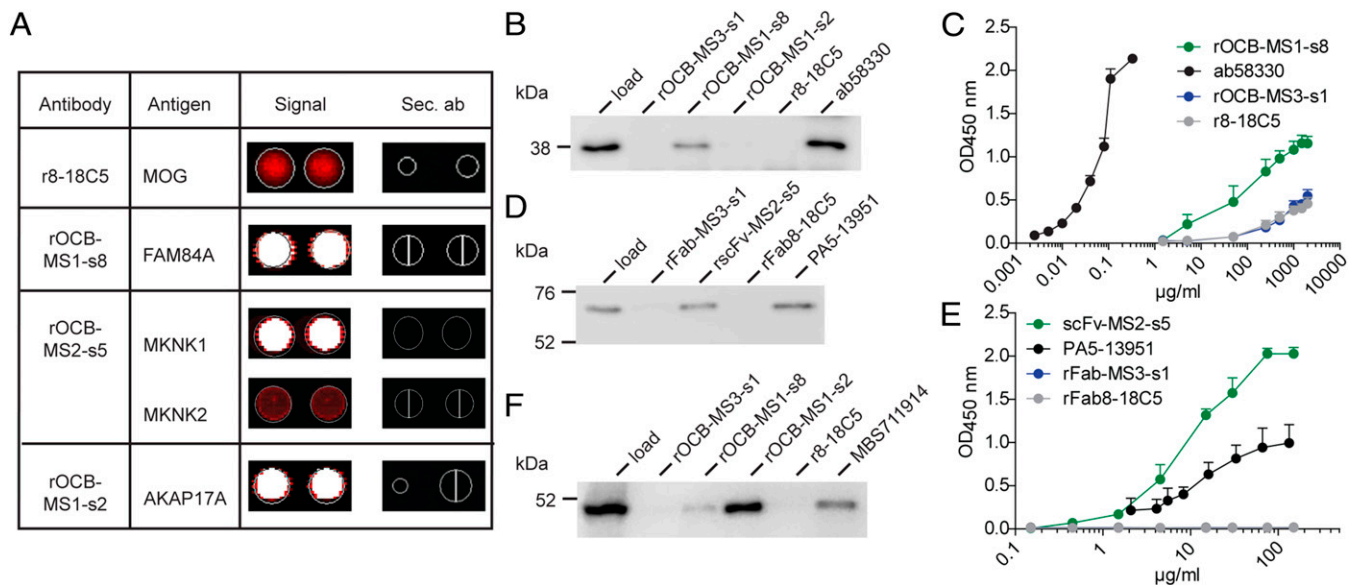 A
Antibody Antigen Signal Sec. ab
r8-18C5 MOG
rOCB-
MS1-s8 FAM84A
rOCB-
MS2-s5 MKNK1
MKNK2
rOCB-
MS1-s2 AKAP17A
B
kDa
load
rOCB-MS3-s1
rOCB-MS1-s8
rOCB-MS1-s2
r8-18C5
ab58330
38
C
OD450 nm
2.5
2.0
1.5
1.0
0.5
0.0
0.001
0.01
0.1
1
10
100
1000
10000
µg/ml
rOCB-MS1-s8
ab58330
rOCB-MS3-s1
r8-18C5
D
kDa
load
rFab-MS3-s1
rscFv-MS2-s5
rFab8-18C5
PA5-13951
76
52
E
OD450 nm
2.5
2.0
1.5
1.0
0.5
0.0
0.1
1
10
100
µg/ml
scFv-MS2-s5
PA5-13951
rFab-MS3-s1
rFab8-18C5
F
kDa
load
rOCB-MS3-s1
rOCB-MS1-s8
rOCB-MS1-s2
r8-18C5
MBS711914
52